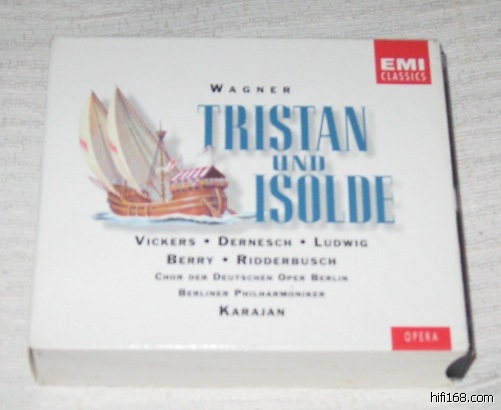 EMI
CLASSICS
WAGNER
TRISTAN
UND
ISOLDE
VICKERS • DERNESCH • LUDWIG
BERRY • RIDDERBUSCH
CHOR DER DEUTSCHEN OPER BERLIN
BERLINER PHILHARMONIKER
KARAJAN
OPERA
hifi168.com